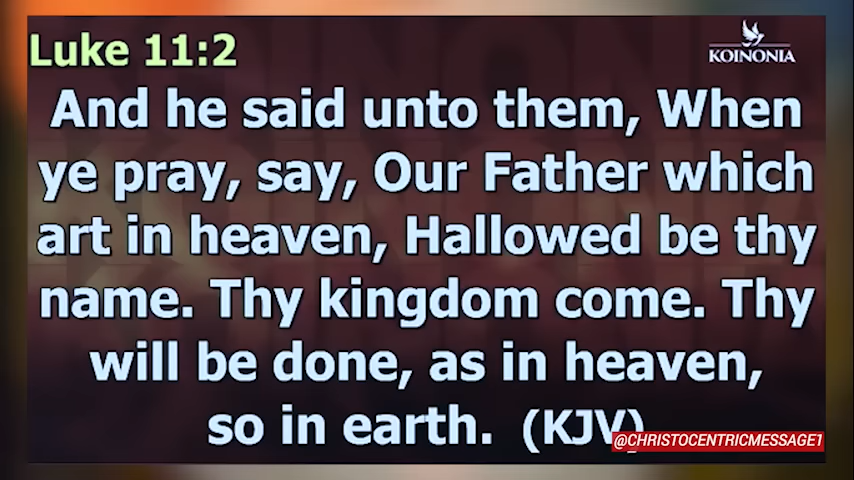 Luke 11:2
KOINONIA
And he said unto them, When
ye pray, say, Our Father which
art in heaven, Hallowed be thy
name. Thy kingdom come. Thy
will be done, as in heaven,
so in earth. (KJV)
@CHRISTOCENTRICMESSAGE1